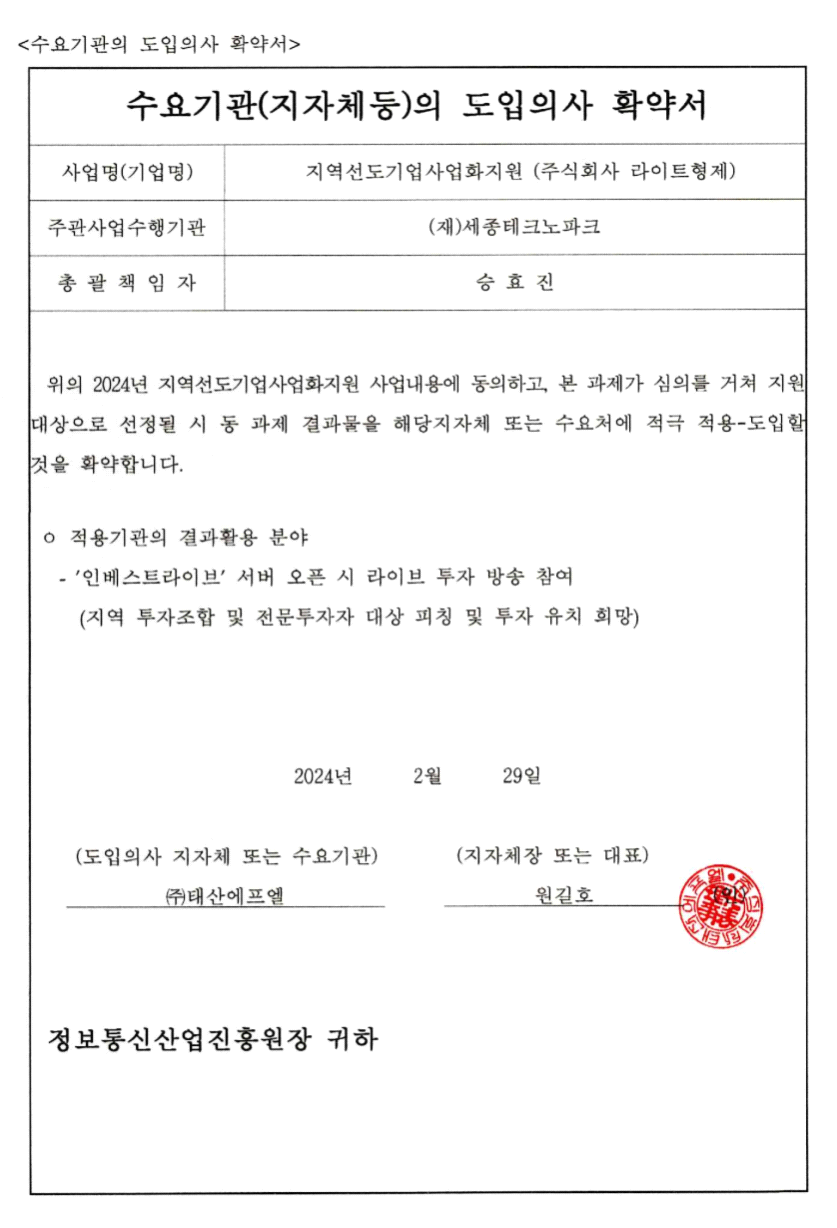 <수요기관의 도입의사 확약서>
수요기관(지자체등)의 도입의사 확약서
사업명(기업명) 지역선도기업사업화지원 (주식회사 라이트형제)
주관사업수행기관 (재)세종테크노파크
총 괄 책 임 자 승 효 진
위의 2024년 지역선도기업사업화지원 사업내용에 동의하고, 본 과제가 심의를 거쳐 지원
대상으로 선정될 시 동 과제 결과물을 해당지자체 또는 수요처에 적극 적용-도입할
것을 확약합니다.
ㅇ 적용기관의 결과활용 분야
- '인베스트라이브' 서버 오픈 시 라이브 투자 방송 참여
(지역 투자조합 및 전문투자자 대상 피칭 및 투자 유치 희망)
2024년 2월 29일
(도입의사 지자체 또는 수요기관) (지자체장 또는 대표)
㈜태산에프엘 원길호
정보통신산업진흥원장 귀하